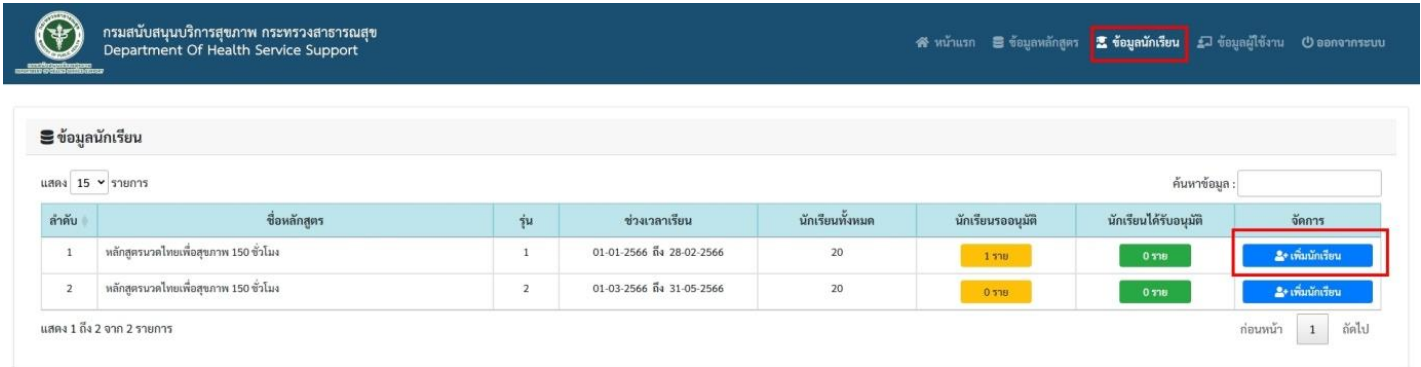 กรมสนับสนุนบริการสุขภาพ กระทรวงสาธารณสุข
Department Of Health Service Support
หน้าแรก ข้อมูลหลักสูตร ข้อมูลนักเรียน ข้อมูลผู้ใช้งาน ออกจากระบบ
ข้อมูลนักเรียน
แสดง 15 รายการ ค้นหาข้อมูล :
ลำดับ ชื่อหลักสูตร รุ่น ช่วงเวลาเรียน นักเรียนทั้งหมด นักเรียนรออนุมัติ นักเรียนได้รับอนุมัติ จัดการ
1 หลักสูตรนวดไทยเพื่อสุขภาพ 150 ชั่วโมง 1 01-01-2566 ถึง 28-02-2566 20 1 ราย 0 ราย เพิ่มนักเรียน
2 หลักสูตรนวดไทยเพื่อสุขภาพ 150 ชั่วโมง 2 01-03-2566 ถึง 31-05-2566 20 0 ราย 0 ราย เพิ่มนักเรียน
แสดง 1 ถึง 2 จาก 2 รายการ ก่อนหน้า 1 ถัดไป